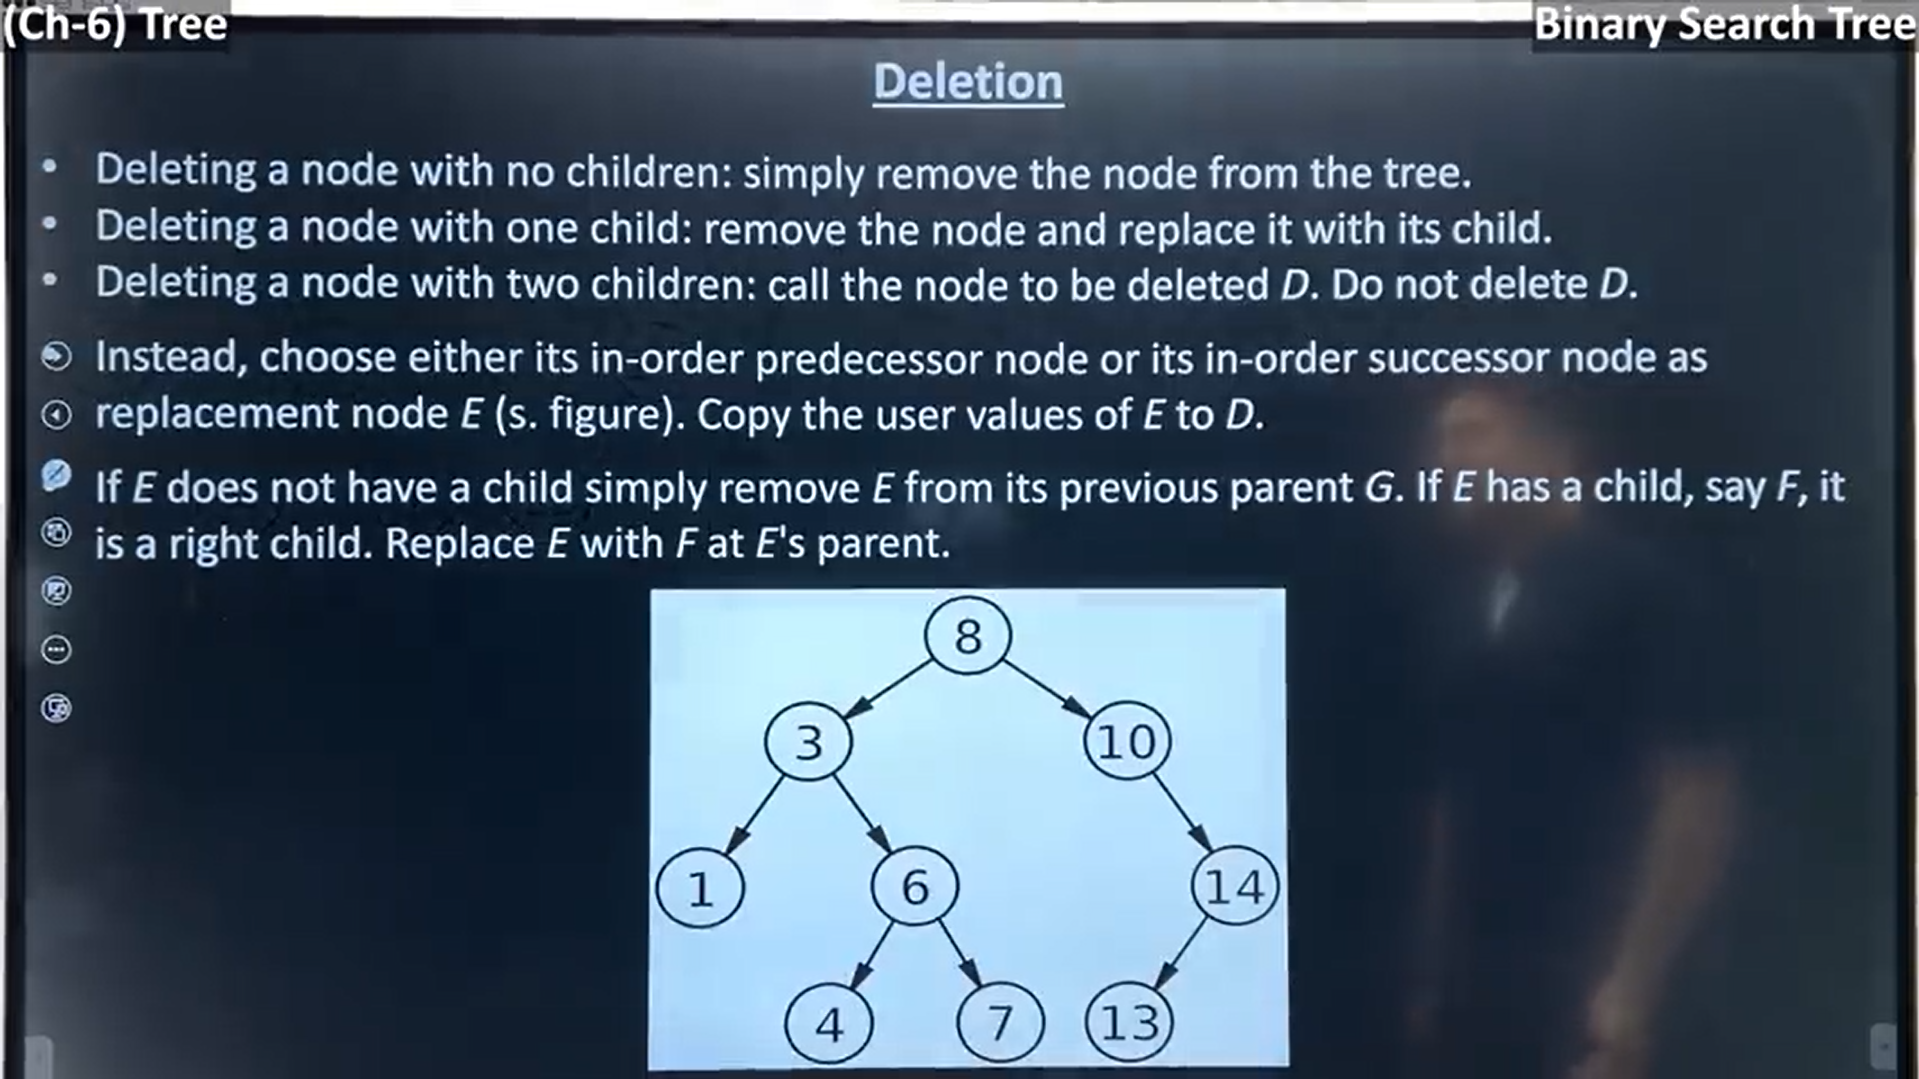 (Ch-6) Tree
Binary Search Tree
Deletion
• Deleting a node with no children: simply remove the node from the tree.
• Deleting a node with one child: remove the node and replace it with its child.
• Deleting a node with two children: call the node to be deleted D. Do not delete D.
Instead, choose either its in-order predecessor node or its in-order successor node as
replacement node E (s. figure). Copy the user values of E to D.
If E does not have a child simply remove E from its previous parent G. If E has a child, say F, it
is a right child. Replace E with F at E's parent.
8
3 10
1 6 14
4 7 13